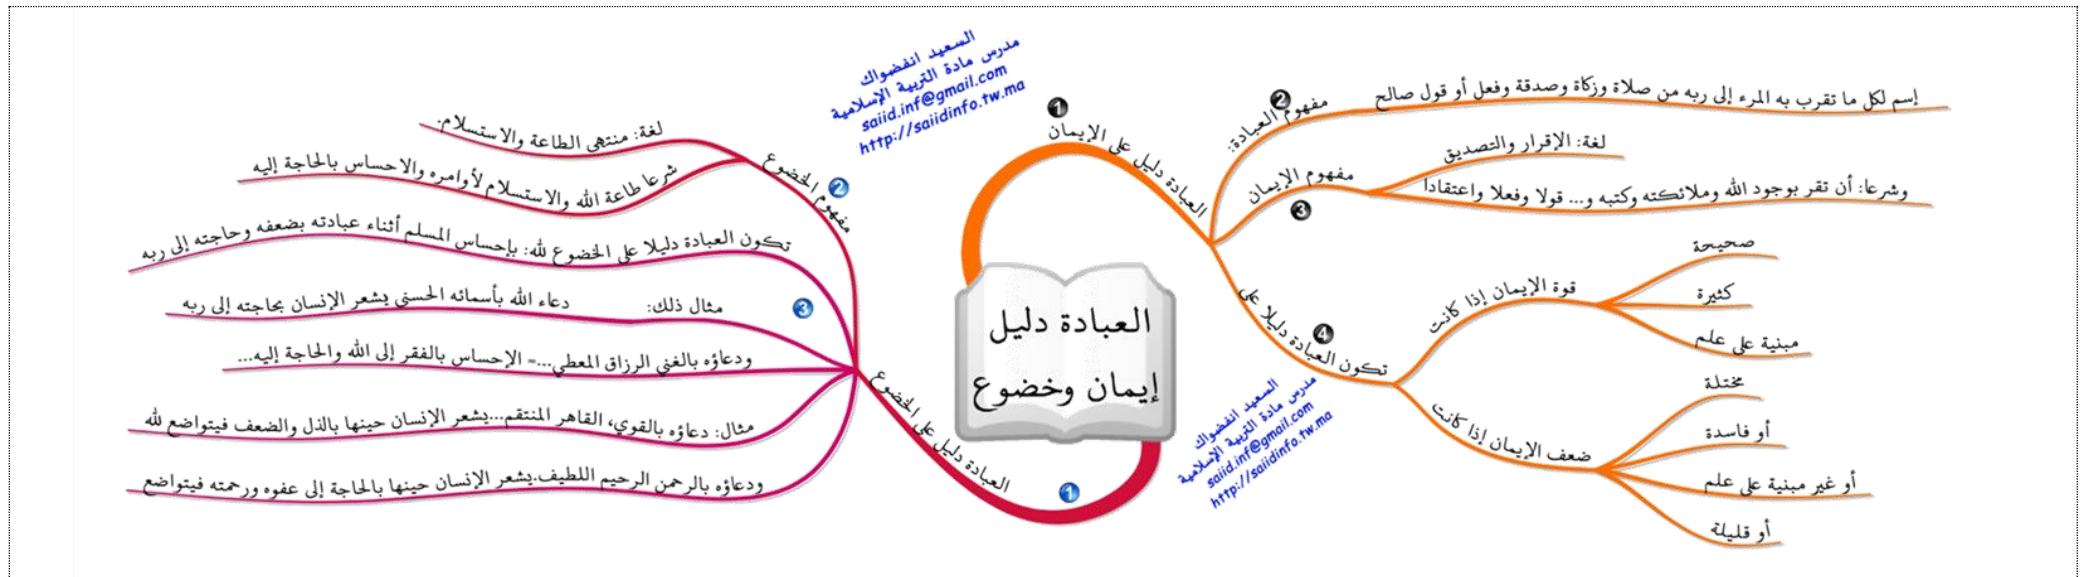 العبادة دليل
إيمان وخضوع
العبادة دليل على الإيمان
1
مفهوم العبادة:
2
إسم لكل ما تقرب به المرء إلى ربه من صلاة وزكاة وصدقة وفعل أو قول صالح
مفهوم الإيمان
3
لغة: الإقرار والتصديق
وشرعا: أن تقر بوجود الله وملائكته وكتبه و... قولا وفعلا واعتقادا
تكون العبادة دليلا على
4
قوة الإيمان إذا كانت
صحيحة
كثيرة
مبنية على علم
ضعف الإيمان إذا كانت
مختلة
أو فاسدة
أو غير مبنية على علم
أو قليلة
العبادة دليل على الخضوع
1
مفهوم الخضوع
2
لغة: منتهى الطاعة والاستسلام.
شرعا طاعة الله والاستسلام لأوامره والاحساس بالحاجة إليه
3
تكون العبادة دليلا على الخضوع لله: بإحساس المسلم أثناء عبادته بضعفه وحاجته إلى ربه
مثال ذلك: دعاء الله بأسمائه الحسنى يشعر الإنسان بحاجته إلى ربه
ودعاؤه بالغني الرزاق المعطي...= الإحساس بالفقر إلى الله والحاجة إليه...
مثال: دعاؤه بالقوي، القاهر المنتقم...يشعر الإنسان حينها بالذل والضعف فيتواضع لله
ودعاؤه بالرحمن الرحيم اللطيف.يشعر الإنسان حينها بالحاجة إلى عفوه ورحمته فيتواضع
السعيد انفضواك
مدرس مادة التربية الإسلامية
saiid.inf@gmail.com
http://saiidinfo.tw.ma
السعيد انفضواك
مدرس مادة التربية الإسلامية
saiid.inf@gmail.com
http://saiidinfo.tw.ma